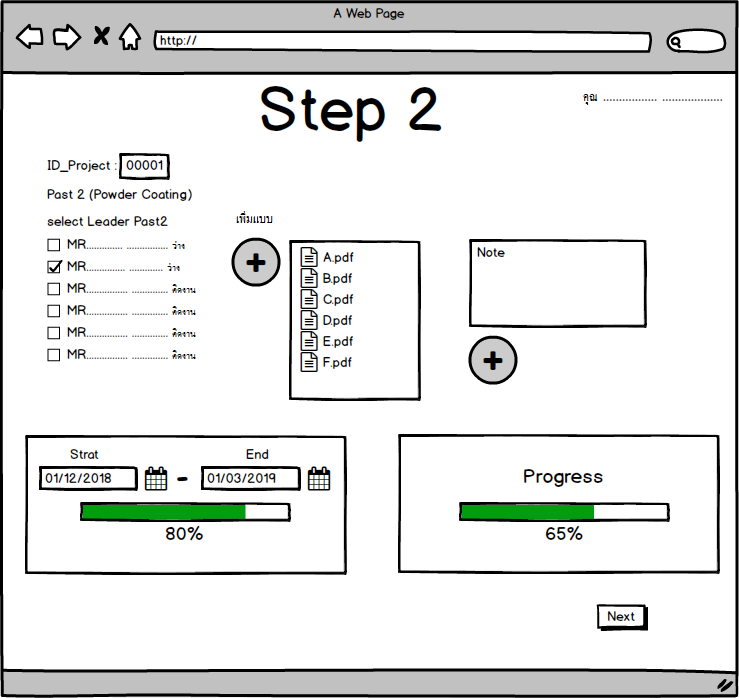 A Web Page
http://
Step 2
คุณ ................. ...................
ID_Project : 00001
Past 2 (Powder Coating)
select Leader Past2
เพิ่มแบบ
MR.............. .............. ว่าง
MR.............. ............ ว่าง
MR.............. ............ ติดงาน
MR.............. ............ ติดงาน
MR.............. ............ ติดงาน
MR.............. ............ ติดงาน
A.pdf
B.pdf
C.pdf
D.pdf
E.pdf
F.pdf
Note
Strat
End
01/12/2018 - 01/03/2019
80%
Progress
65%
Next